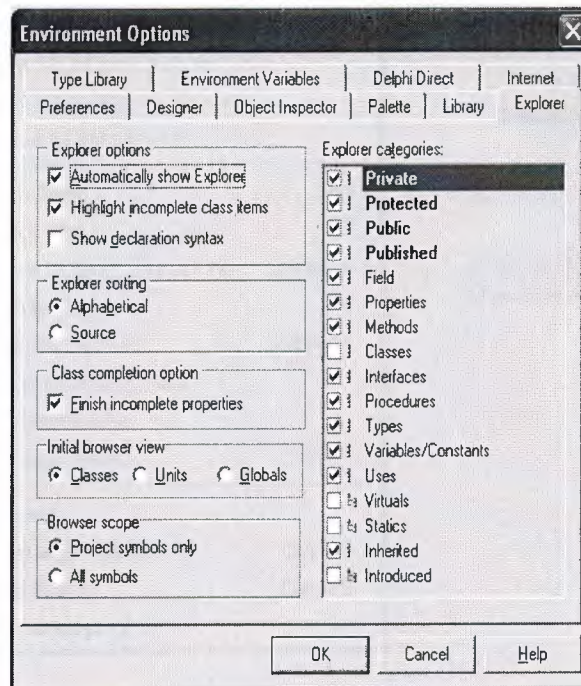 Environment Options
Type Library Environment Variables Delphi Direct Internet
Preferences Designer Object Inspector Palette Library Explorer
Explorer options
Automatically show Explorer
Highlight incomplete class items
Show declaration syntax
Explorer sorting
Alphabetical
Source
Class completion option
Finish incomplete properties
Initial browser view
Classes Units Globals
Browser scope
Project symbols only
All symbols
Explorer categories:
Private
Protected
Public
Published
Field
Properties
Methods
Classes
Interfaces
Procedures
Types
Variables/Constants
Uses
Virtuals
Statics
Inherited
Introduced
OK Cancel Help